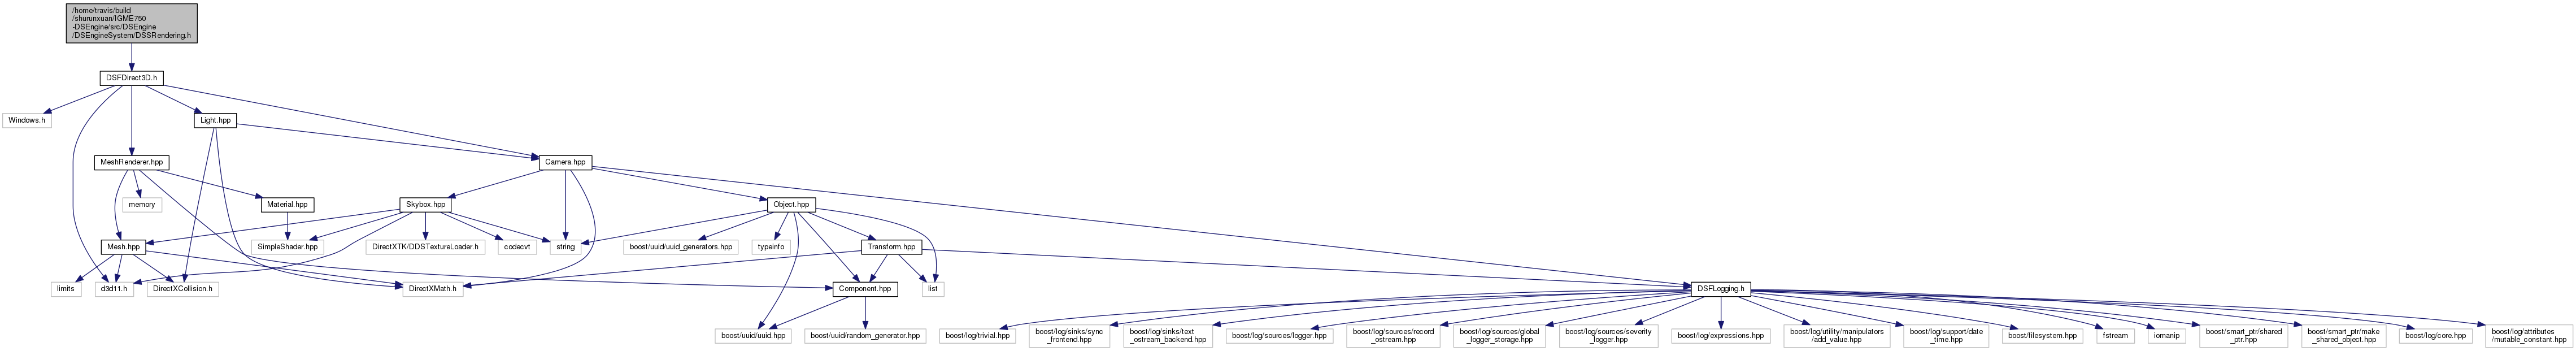 /home/travis/build
/shurunxuan/IGME750
-DSEngine/src/DSEngine
/DSEngineSystem/DSSRendering.h
DSFDirect3D.h
Windows.h
Light.hpp
MeshRenderer.hpp
Camera.hpp
memory
Material.hpp
Skybox.hpp
Object.hpp
Mesh.hpp
SimpleShader.hpp
DirectXTK/DDSTextureLoader.h
codecvt
string
boost/uuid/uuid_generators.hpp
typeinfo
Transform.hpp
limits
d3d11.h
DirectXCollision.h
DirectXMath.h
Component.hpp
list
DSFLogging.h
boost/uuid/uuid.hpp
boost/uuid/random_generator.hpp
boost/log/trivial.hpp
boost/log/sinks/sync
_frontend.hpp
boost/log/sinks/text
_ostream_backend.hpp
boost/log/sources/logger.hpp
boost/log/sources/record
_ostream.hpp
boost/log/sources/global
_logger_storage.hpp
boost/log/sources/severity
_logger.hpp
boost/log/expressions.hpp
boost/log/utility/manipulators
/add_value.hpp
boost/log/support/date
_time.hpp
boost/filesystem.hpp
fstream
iomanip
boost/smart_ptr/shared
_ptr.hpp
boost/smart_ptr/make
_shared_object.hpp
boost/log/core.hpp
boost/log/attributes
/mutable_constant.hpp